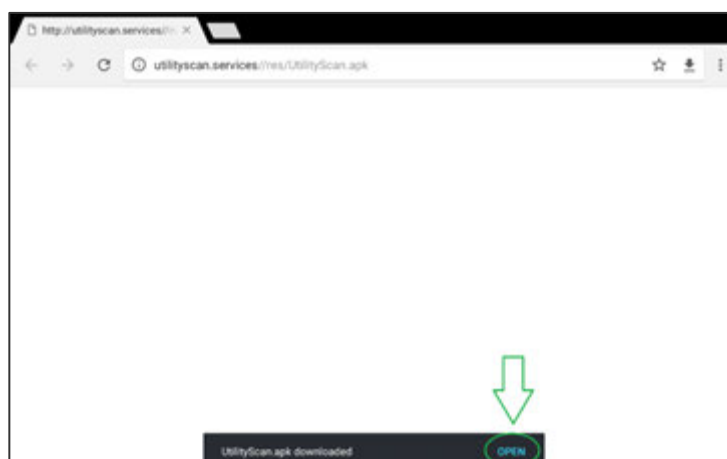 http://utilityscan.services//
utilityscan.services//res/UtilityScan.apk
UtilityScan.apk downloaded
OPEN